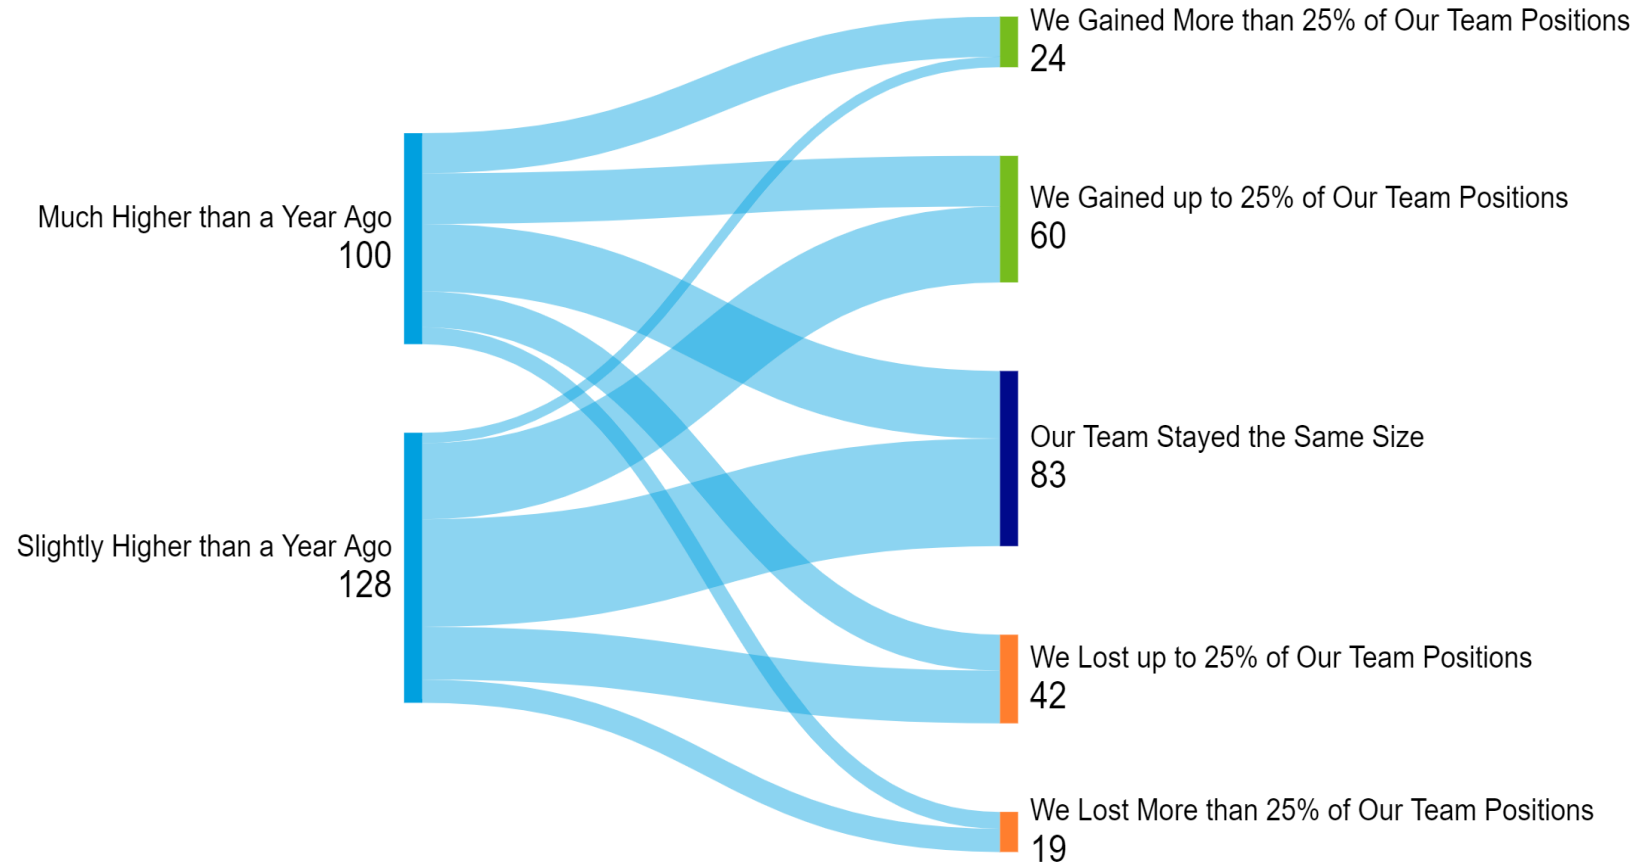 We Gained More than 25% of Our Team Positions
24
We Gained up to 25% of Our Team Positions
60
Much Higher than a Year Ago
100
Our Team Stayed the Same Size
83
Slightly Higher than a Year Ago
128
We Lost up to 25% of Our Team Positions
42
We Lost More than 25% of Our Team Positions
19